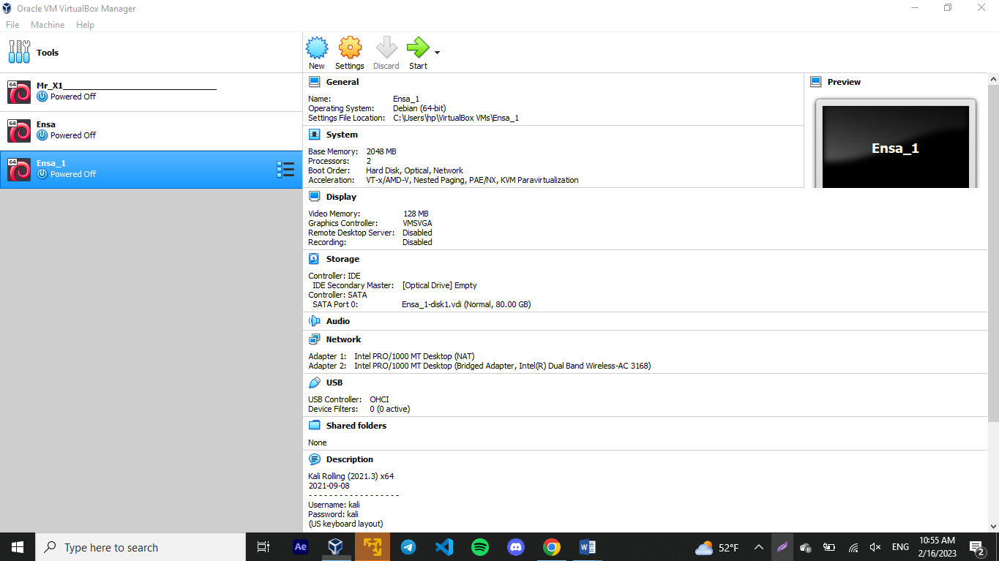 Oracle VM VirtualBox Manager
File Machine Help
Tools
New Settings Discard Start
64 Mr_X1______________________________
Powered Off
64 Ensa
Powered Off
64 Ensa_1
Powered Off
General
Name: Ensa_1
Operating System: Debian (64-bit)
Settings File Location: C:\Users\hp\VirtualBox VMs\Ensa_1
Preview
Ensa_1
System
Base Memory: 2048 MB
Processors: 2
Boot Order: Hard Disk, Optical, Network
Acceleration: VT-x/AMD-V, Nested Paging, PAE/NX, KVM Paravirtualization
Display
Video Memory: 128 MB
Graphics Controller: VMSVGA
Remote Desktop Server: Disabled
Recording: Disabled
Storage
Controller: IDE
IDE Secondary Master: [Optical Drive] Empty
Controller: SATA
SATA Port 0: Ensa_1-disk1.vdi (Normal, 80.00 GB)
Audio
Network
Adapter 1: Intel PRO/1000 MT Desktop (NAT)
Adapter 2: Intel PRO/1000 MT Desktop (Bridged Adapter, Intel(R) Dual Band Wireless-AC 3168)
USB
USB Controller: OHCI
Device Filters: 0 (0 active)
Shared folders
None
Description
Kali Rolling (2021.3) x64
2021-09-08
- - - - - - - - - - - - - - - - - -
Username: kali
Password: kali
(US keyboard layout)
Type here to search
Ae
W
52°F
ENG
10:55 AM
2/16/2023
2